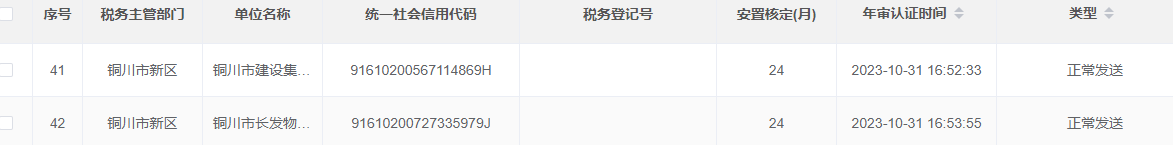 序号 税务主管部门 单位名称 统一社会信用代码 税务登记号 安置核定(月) 年审认证时间 类型
41 铜川市新区 铜川市建设集... 91610200567114869H 24 2023-10-31 16:52:33 正常发送
42 铜川市新区 铜川市长发物... 91610200727335979J 24 2023-10-31 16:53:55 正常发送